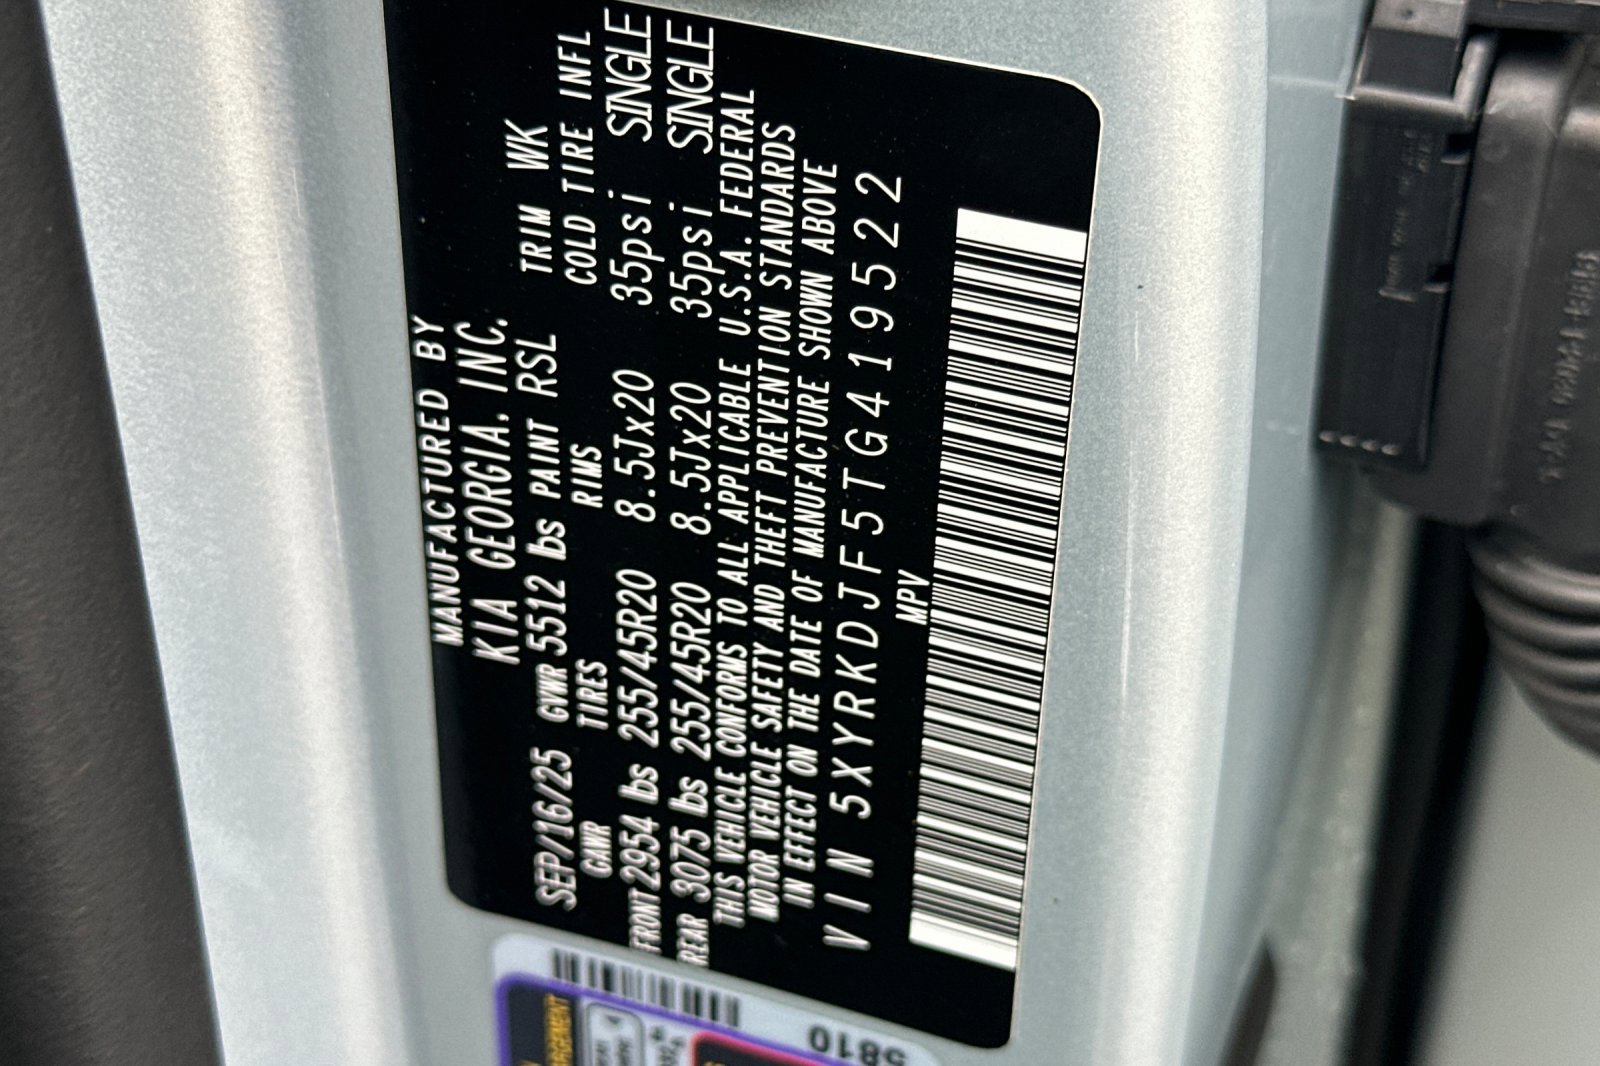 MANUFACTURED BY
KIA GEORGIA, INC.
SEP/16/25 GVWR 5512 lbs PAINT RSL TRIM WK
GAWR TIRES RIMS COLD TIRE INFL
FRONT 2954 lbs 255/45R20 8.5Jx20 35psi SINGLE
REAR 3075 lbs 255/45R20 8.5Jx20 35psi SINGLE
THIS VEHICLE CONFORMS TO ALL APPLICABLE U.S.A. FEDERAL
MOTOR VEHICLE SAFETY AND THEFT PREVENTION STANDARDS
IN EFFECT ON THE DATE OF MANUFACTURE SHOWN ABOVE
VIN 5XYRKDJF5TG419522
MPV
5810